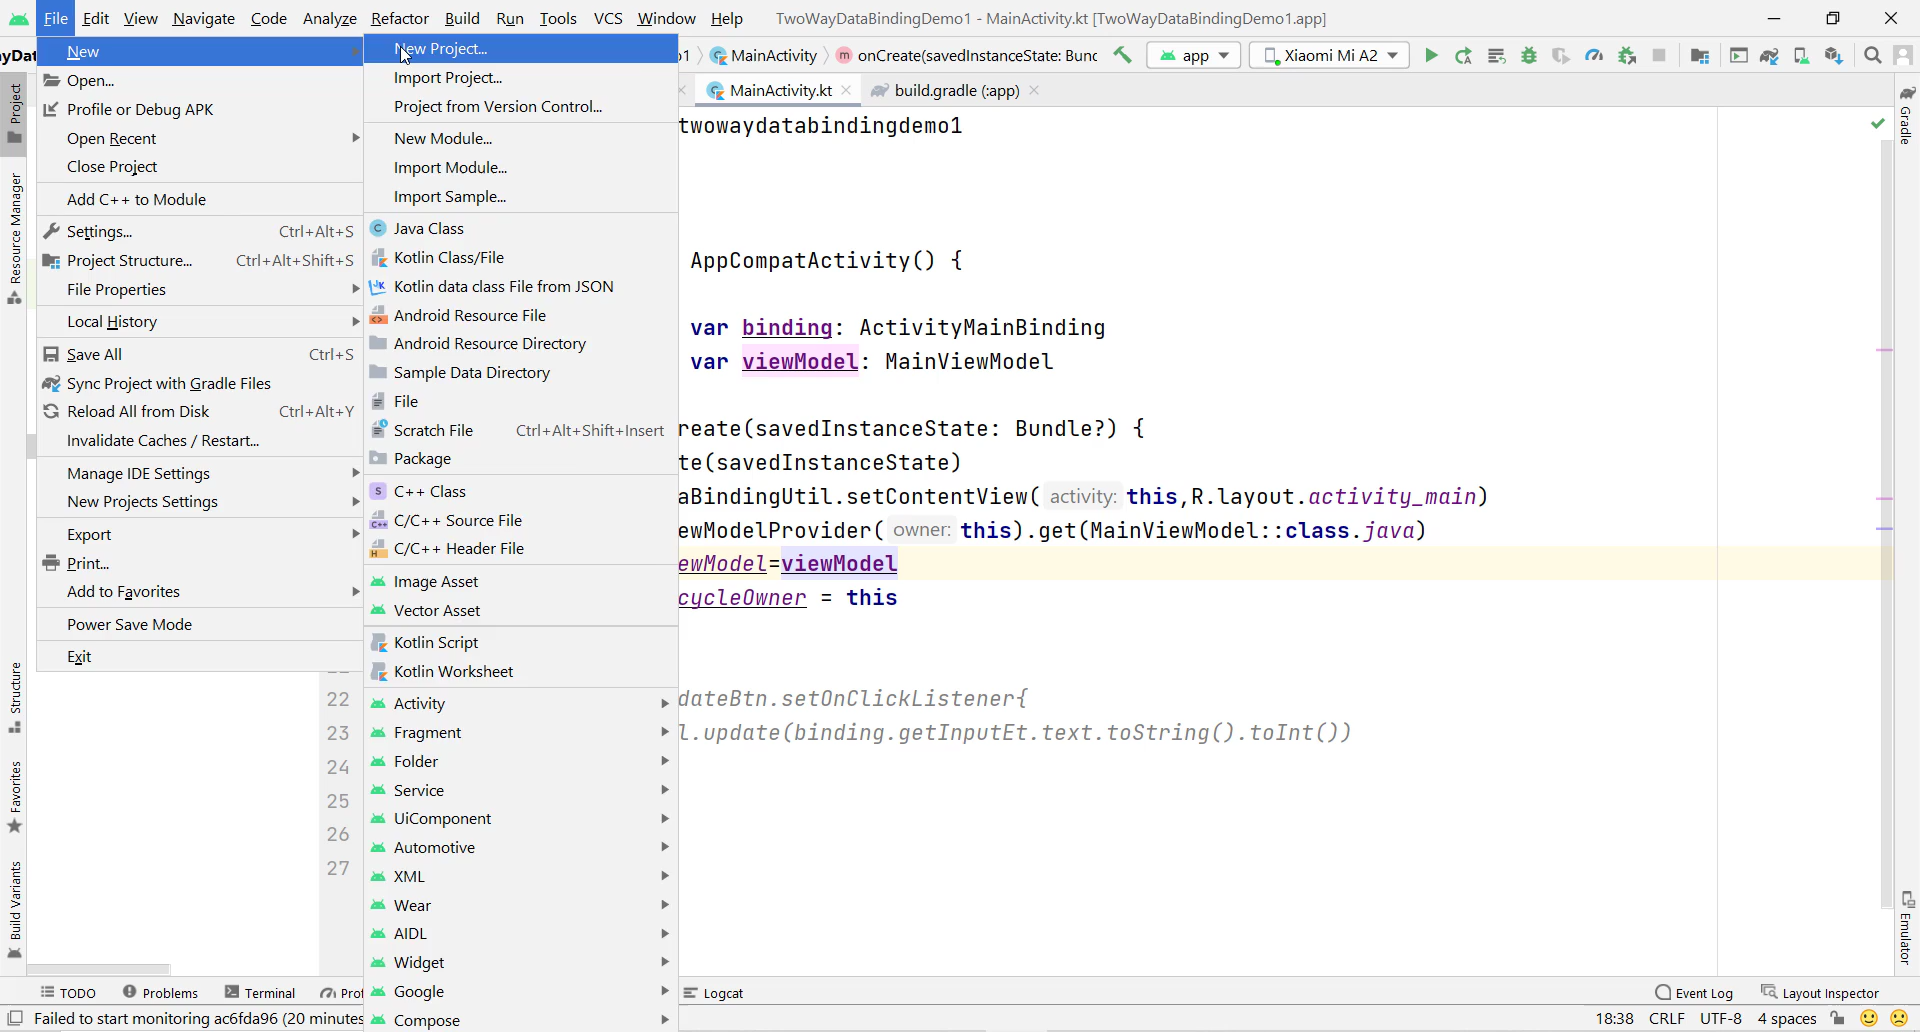 File Edit View Navigate Code Analyze Refactor Build Run Tools VCS Window Help TwoWayDataBindingDemo1 - MainActivity.kt [TwoWayDataBindingDemo1.app]
MainActivity onCreate(savedInstanceState: Bund app Xiaomi Mi A2
New
Open...
Profile or Debug APK
Open Recent
Close Project
Add C++ to Module
Settings... Ctrl+Alt+S
Project Structure... Ctrl+Alt+Shift+S
File Properties
Local History
Save All Ctrl+S
Sync Project with Gradle Files
Reload All from Disk Ctrl+Alt+Y
Invalidate Caches / Restart...
Manage IDE Settings
New Projects Settings
Export
Print...
Add to Favorites
Power Save Mode
Exit
New Project...
Import Project...
Project from Version Control...
New Module...
Import Module...
Import Sample...
Java Class
Kotlin Class/File
Kotlin data class File from JSON
Android Resource File
Android Resource Directory
Sample Data Directory
File
Scratch File Ctrl+Alt+Shift+Insert
Package
C++ Class
C/C++ Source File
C/C++ Header File
Image Asset
Vector Asset
Kotlin Script
Kotlin Worksheet
Activity
Fragment
Folder
Service
UiComponent
Automotive
XML
Wear
AIDL
Widget
Google
Compose
MainActivity.kt build.gradle (:app)
twowaydatabindingdemo1
AppCompatActivity() {
var binding: ActivityMainBinding
var viewModel: MainViewModel
reate(savedInstanceState: Bundle?) {
te(savedInstanceState)
aBindingUtil.setContentView( activity: this,R.layout.activity_main)
ewModelProvider( owner: this).get(MainViewModel::class.java)
ewModel=viewModel
cycleOwner = this
22 dateBtn.setOnClickListener{
23 l.update(binding.getInputEt.text.toString().toInt())
24
25
26
27
Project
Resource Manager
Structure
Favorites
Build Variants
Gradle
Emulator
TODO Problems Terminal Prof Logcat Event Log Layout Inspector
Failed to start monitoring ac6fda96 (20 minutes 18:38 CRLF UTF-8 4 spaces